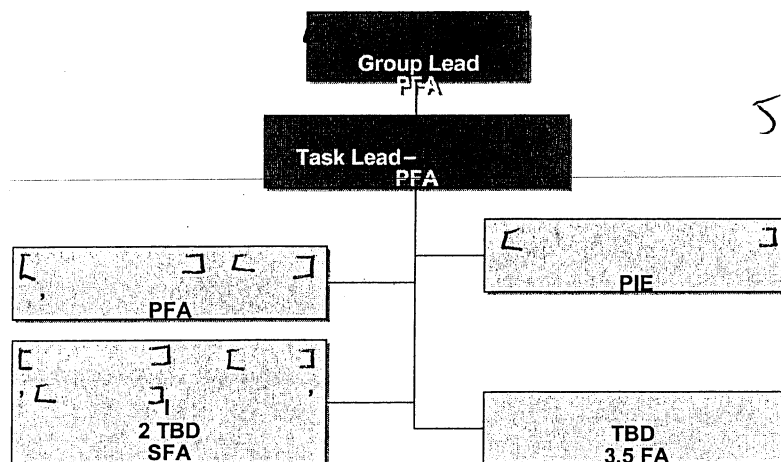 Group Lead
PFA
Task Lead–
PFA
[ ] [ ]
,
PFA
[ ]
PIE
[ ] [ ]
, [ ] ,
2 TBD
SFA
TBD
3.5 FA